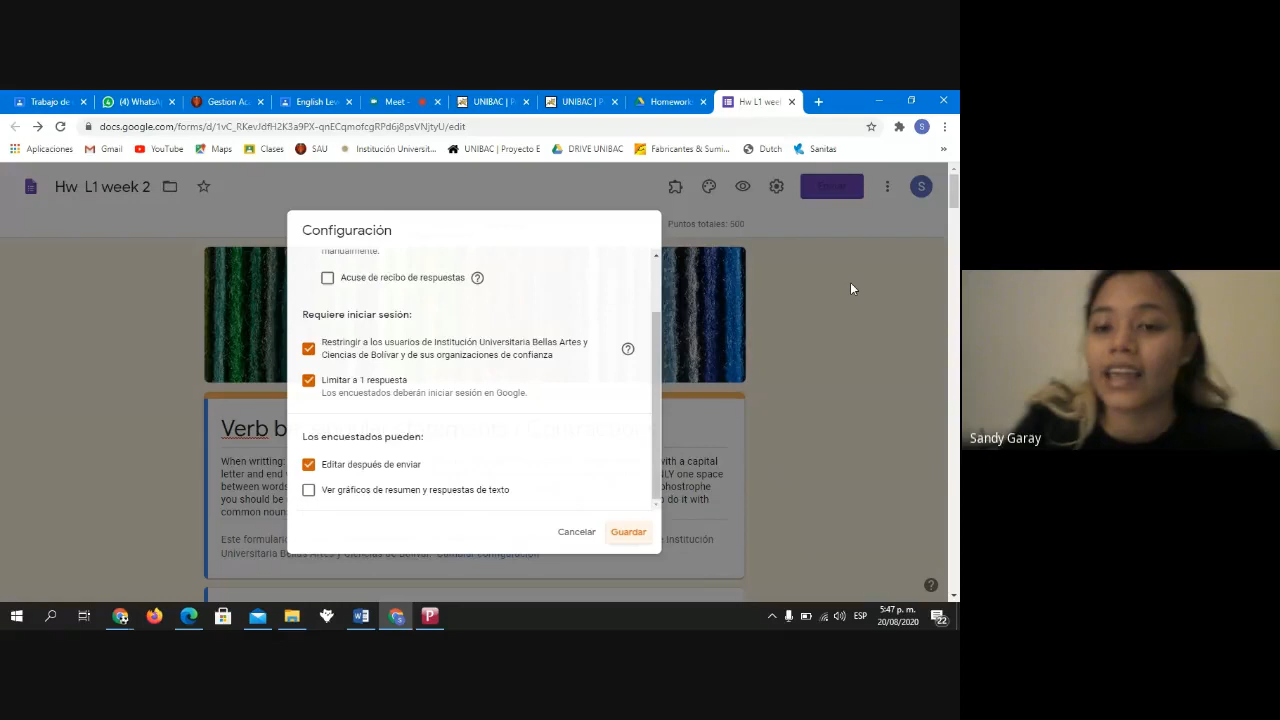 Trabajo de
(4) WhatsA
Gestion Ac
English Lev
Meet -
UNIBAC | P
UNIBAC | P
Homework
Hw L1 weel
docs.google.com/forms/d/1vC_RKevJdfH2K3a9PX-qnECqmofcgRPd6j8psVNjtyU/edit
S
Aplicaciones
Gmail
YouTube
Maps
Clases
SAU
Institución Universit...
UNIBAC | Proyecto E
DRIVE UNIBAC
Fabricantes & Sumi...
Dutch
Sanitas
»
Hw L1 week 2
Enviar
S
Puntos totales: 500
Configuración
manualmente.
Acuse de recibo de respuestas
Requiere iniciar sesión:
Restringir a los usuarios de Institución Universitaria Bellas Artes y
Ciencias de Bolívar y de sus organizaciones de confianza
Limitar a 1 respuesta
Los encuestados deberán iniciar sesión en Google.
Los encuestados pueden:
Editar después de enviar
Ver gráficos de resumen y respuestas de texto
Cancelar
Guardar
Verb b
When writting:
with a capital
letter and end
NLY one space
between words
phostrophe
you should be
o do it with
common noun
Este formulario
Institución
Universitaria Bellas Artes y Ciencias de Bolívar. Cambiar configuración
Sandy Garay
ESP
5:47 p. m.
20/08/2020
22